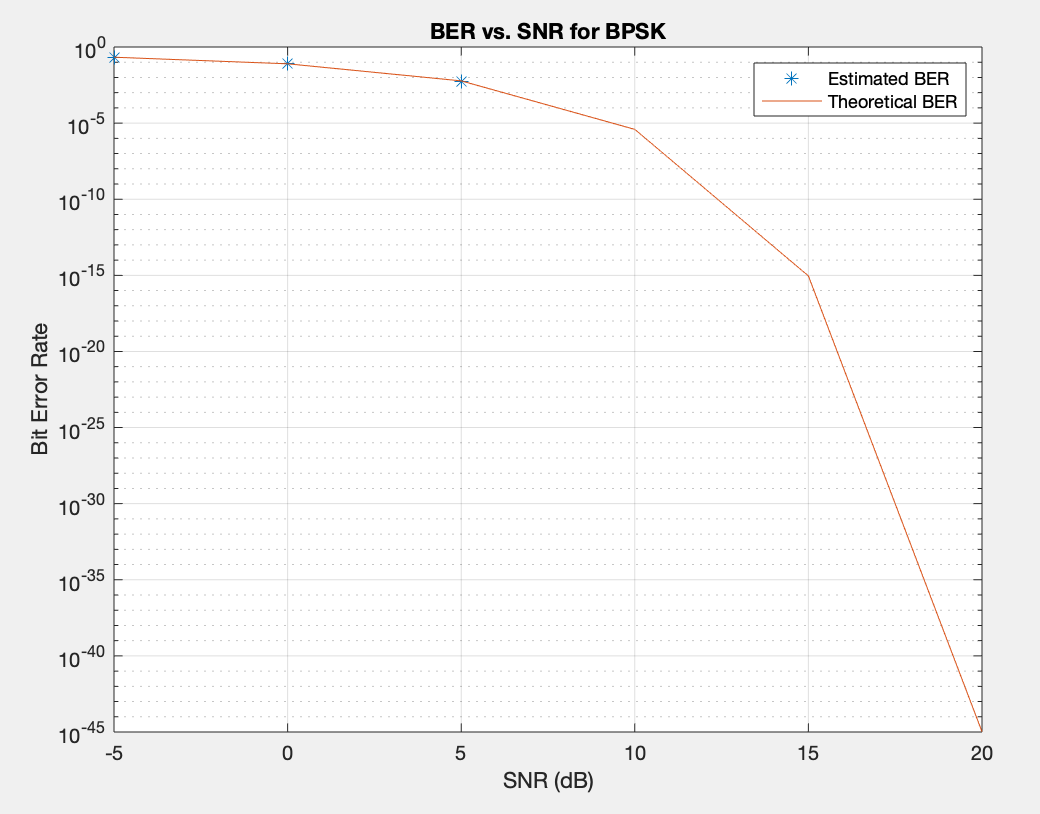 BER vs. SNR for BPSK
Estimated BER
Theoretical BER
10^0
10^-5
10^-10
10^-15
10^-20
10^-25
10^-30
10^-35
10^-40
10^-45
Bit Error Rate
-5 0 5 10 15 20
SNR (dB)